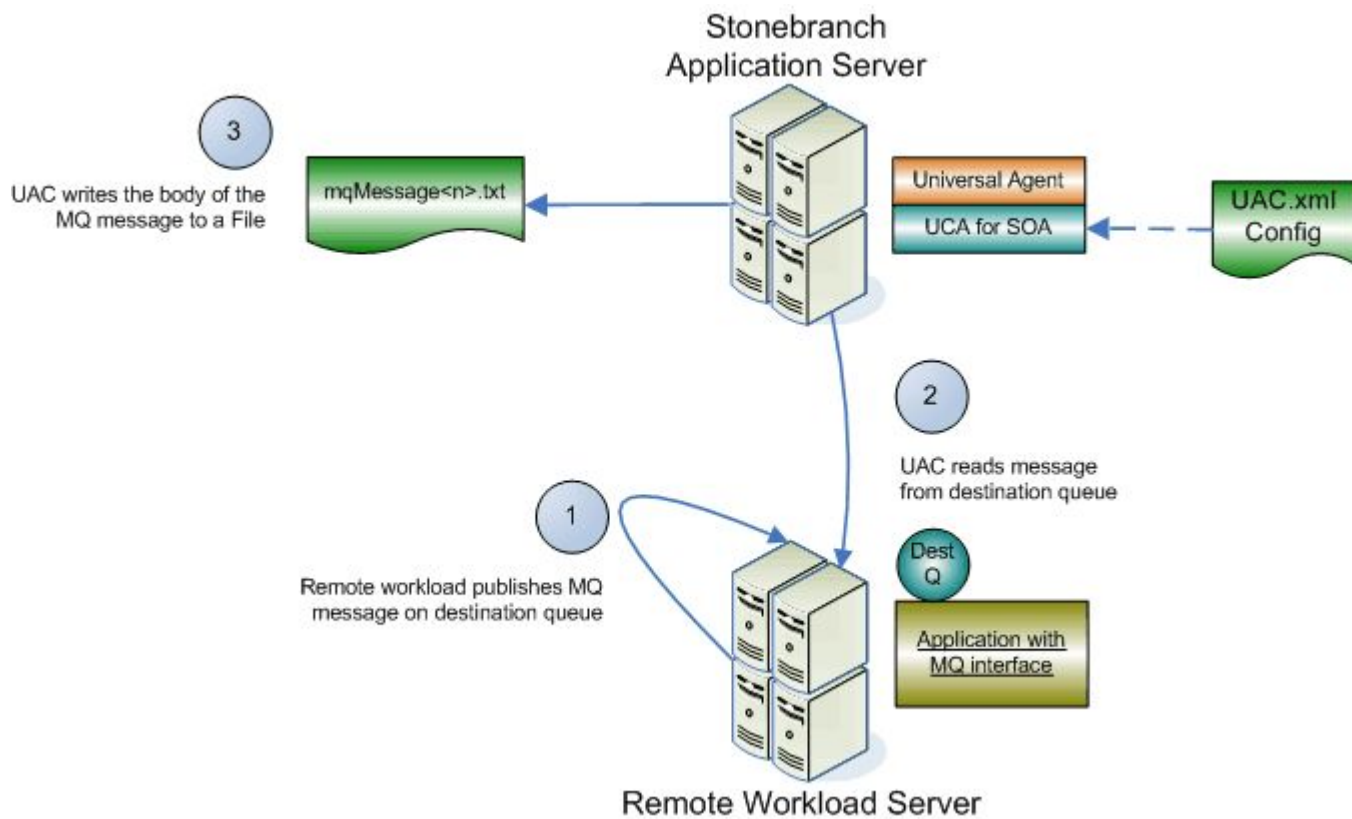 Stonebranch
Application Server
3
UAC writes the body of the
MQ message to a File
mqMessage<n>.txt
Universal Agent
UCA for SOA
UAC.xml
Config
2
UAC reads message
from destination queue
1
Remote workload publishes MQ
message on destination queue
Dest
Q
Application with
MQ interface
Remote Workload Server